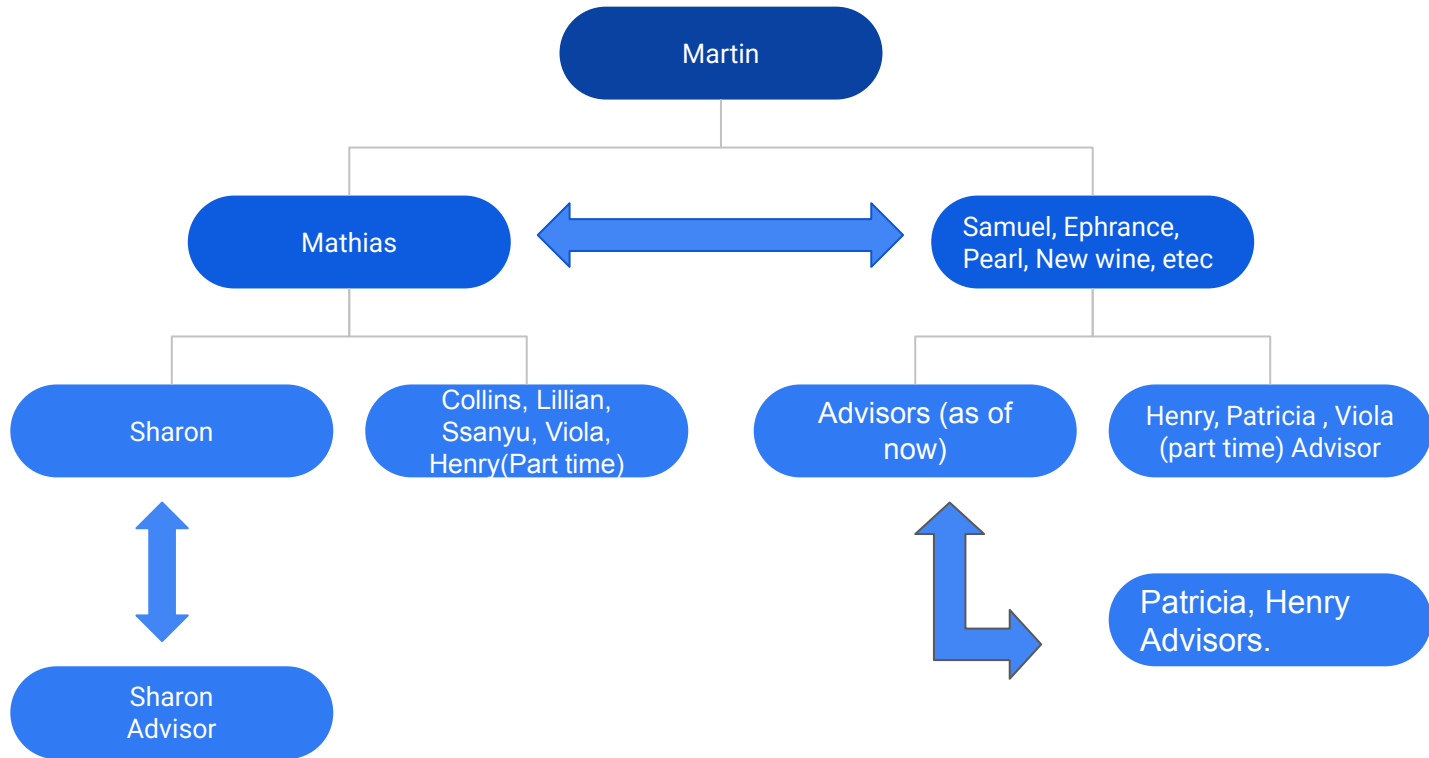 Martin
Mathias
Samuel, Ephrance,
Pearl, New wine, etec
Sharon
Collins, Lillian,
Ssanyu, Viola,
Henry(Part time)
Advisors (as of
now)
Henry, Patricia , Viola
(part time) Advisor
Patricia, Henry
Advisors.
Sharon
Advisor